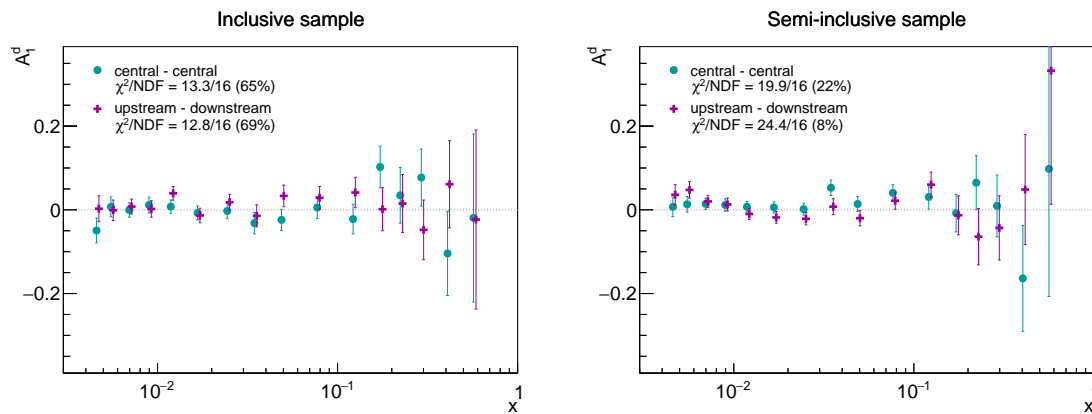 Inclusive sample
A₁ᵈ
central - central
χ²/NDF = 13.3/16 (65%)
upstream - downstream
χ²/NDF = 12.8/16 (69%)
0.2
0
−0.2
10⁻²
10⁻¹
1
x
Semi-inclusive sample
A₁ᵈ
central - central
χ²/NDF = 19.9/16 (22%)
upstream - downstream
χ²/NDF = 24.4/16 (8%)
0.2
0
−0.2
10⁻²
10⁻¹
1
x